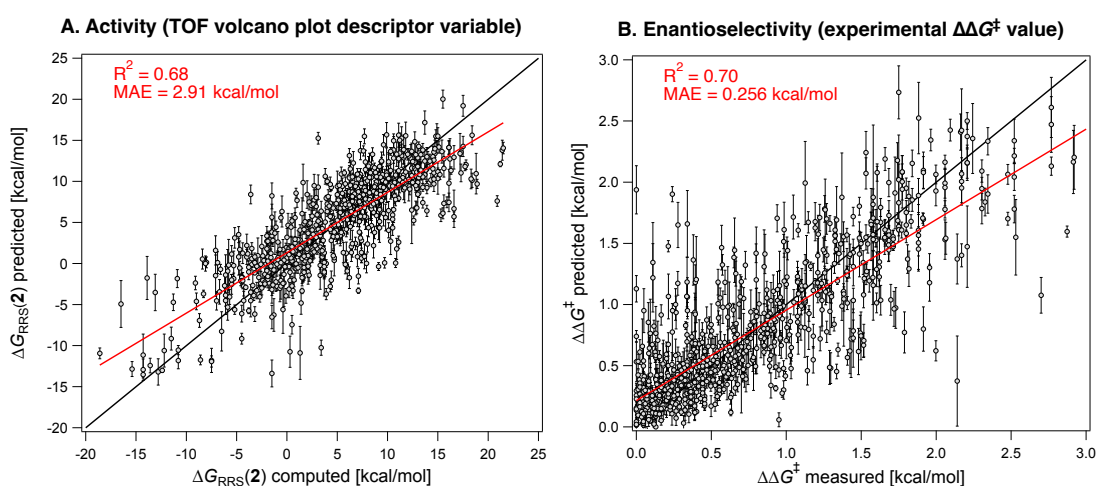 A. Activity (TOF volcano plot descriptor variable)
R² = 0.68
MAE = 2.91 kcal/mol
ΔG_RRS(2) predicted [kcal/mol]
25
20
15
10
5
0
-5
-10
-15
-20
-20 -15 -10 -5 0 5 10 15 20 25
ΔG_RRS(2) computed [kcal/mol]
B. Enantioselectivity (experimental ΔΔG‡ value)
R² = 0.70
MAE = 0.256 kcal/mol
ΔΔG‡ predicted [kcal/mol]
3.0
2.5
2.0
1.5
1.0
0.5
0.0
0.0 0.5 1.0 1.5 2.0 2.5 3.0
ΔΔG‡ measured [kcal/mol]